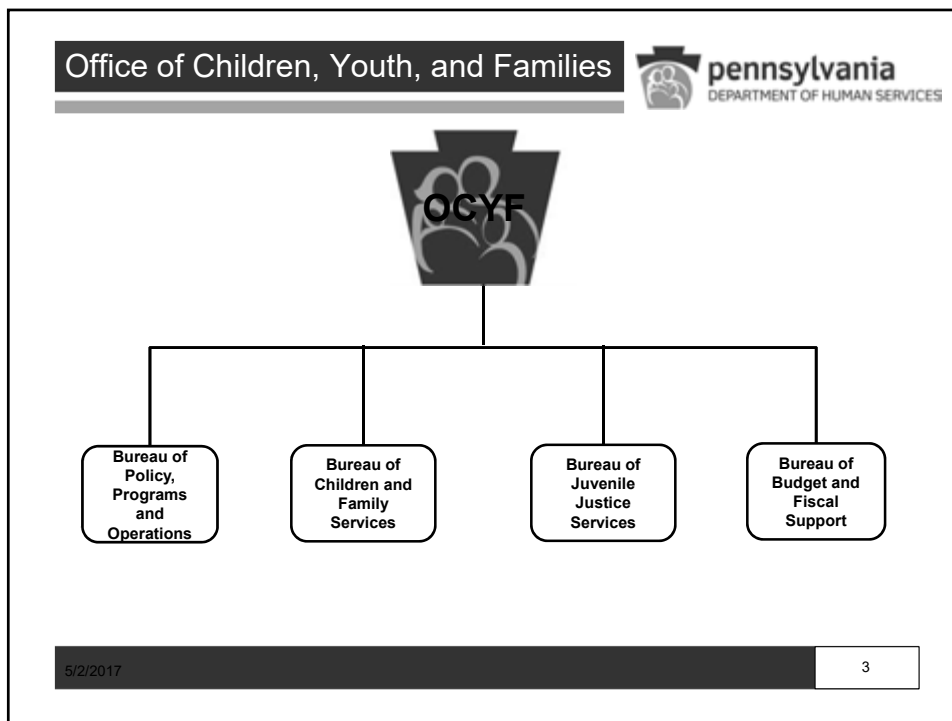 Office of Children, Youth, and Families
pennsylvania
DEPARTMENT OF HUMAN SERVICES
OCYF
Bureau of
Policy,
Programs
and
Operations
Bureau of
Children and
Family
Services
Bureau of
Juvenile
Justice
Services
Bureau of
Budget and
Fiscal
Support
5/2/2017
3